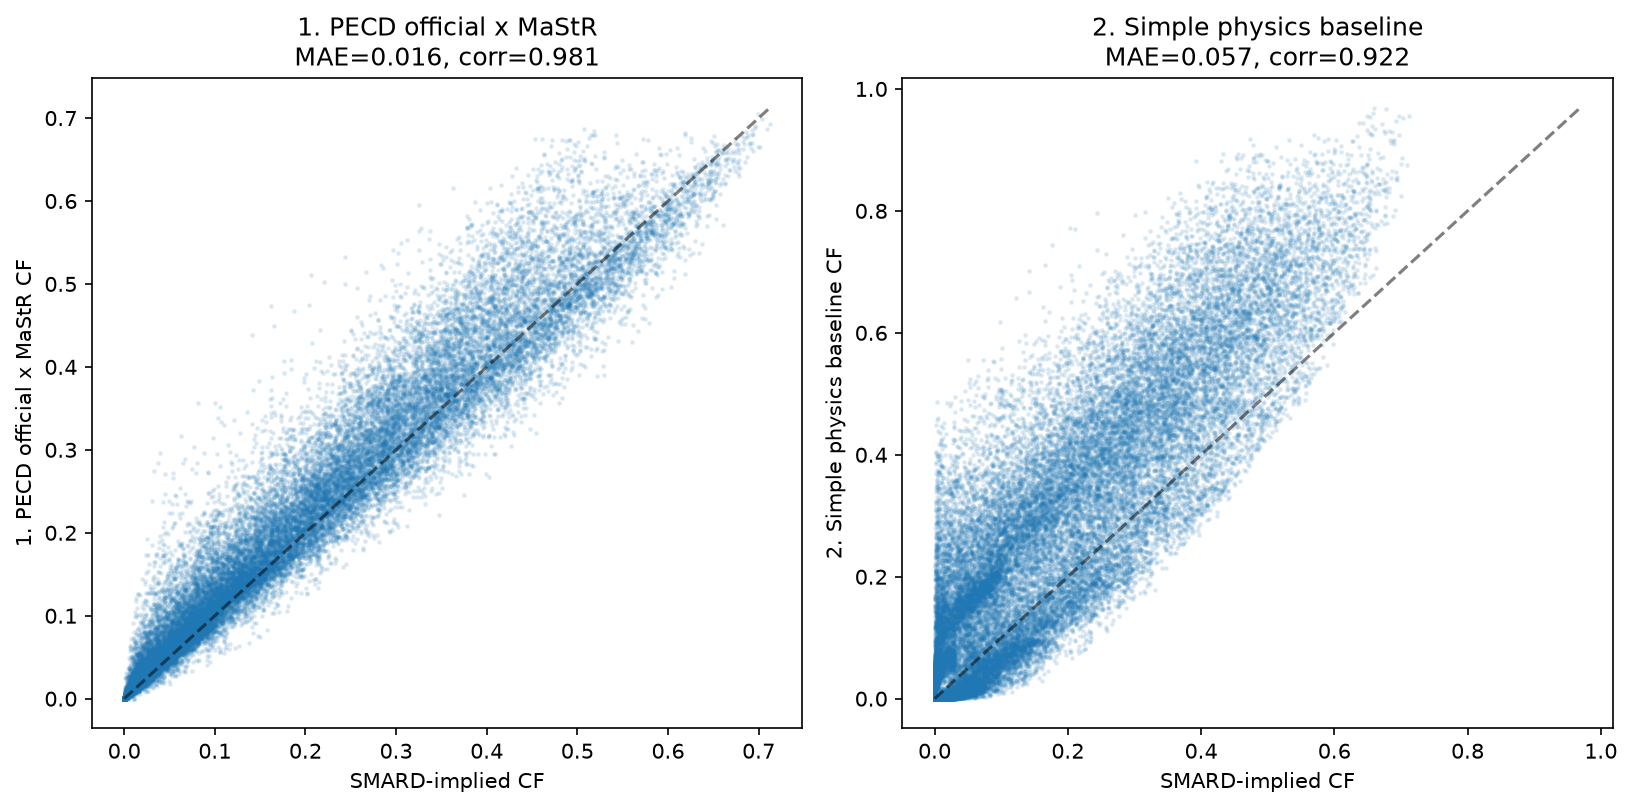 1. PECD official x MaStR
MAE=0.016, corr=0.981
1. PECD official x MaStR CF
0.7
0.6
0.5
0.4
0.3
0.2
0.1
0.0
0.0 0.1 0.2 0.3 0.4 0.5 0.6 0.7
SMARD-implied CF
2. Simple physics baseline
MAE=0.057, corr=0.922
2. Simple physics baseline CF
1.0
0.8
0.6
0.4
0.2
0.0
0.0 0.2 0.4 0.6 0.8 1.0
SMARD-implied CF